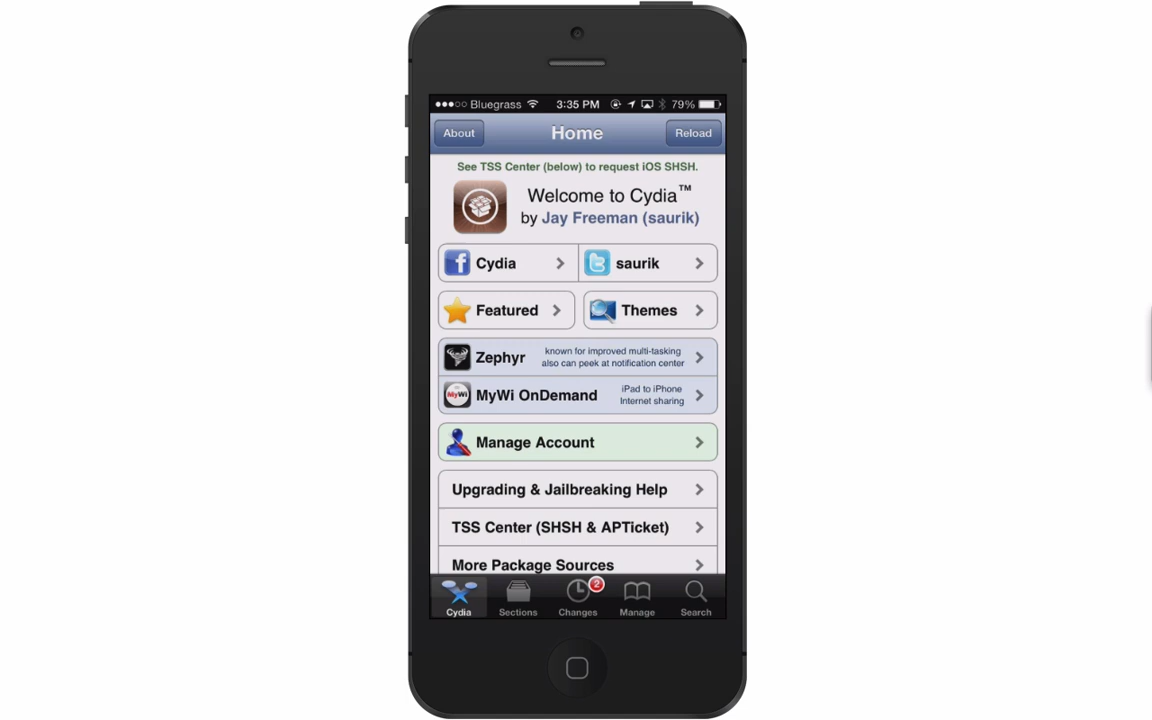 Bluegrass 3:35 PM 79%
About Home Reload
See TSS Center (below) to request iOS SHSH.
Welcome to Cydia™
by Jay Freeman (saurik)
Cydia saurik
Featured Themes
Zephyr known for improved multi-tasking
also can peek at notification center
MyWi MyWi OnDemand iPad to iPhone
Internet sharing
Manage Account
Upgrading & Jailbreaking Help
TSS Center (SHSH & APTicket)
More Package Sources
2
Cydia Sections Changes Manage Search